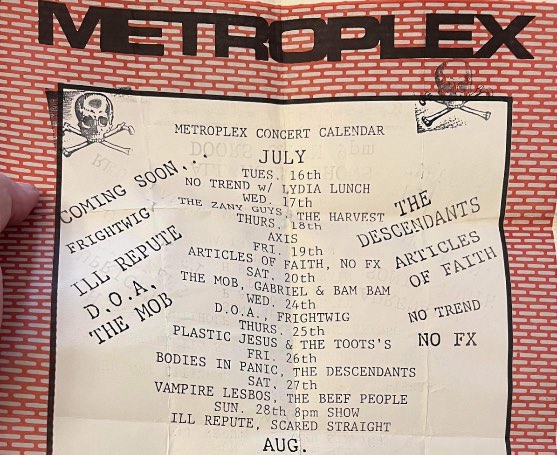 METROPLEX
METROPLEX CONCERT CALENDAR
JULY
TUES. 16th
NO TREND w/ LYDIA LUNCH
WED. 17th
THE ZANY GUYS, THE HARVEST
THURS. 18th
AXIS
FRI. 19th
ARTICLES OF FAITH, NO FX
SAT. 20th
THE MOB, GABRIEL & BAM BAM
WED. 24th
D.O.A., FRIGHTWIG
THURS. 25th
PLASTIC JESUS & THE TOOTS'S
FRI. 26th
BODIES IN PANIC, THE DESCENDANTS
SAT. 27th
VAMPIRE LESBOS, THE BEEF PEOPLE
SUN. 28th 8pm SHOW
ILL REPUTE, SCARED STRAIGHT
AUG.
COMING SOON...
FRIGHTWIG
ILL REPUTE
D.O.A.
THE MOB
THE
DESCENDANTS
ARTICLES
OF FAITH
NO TREND
NO FX